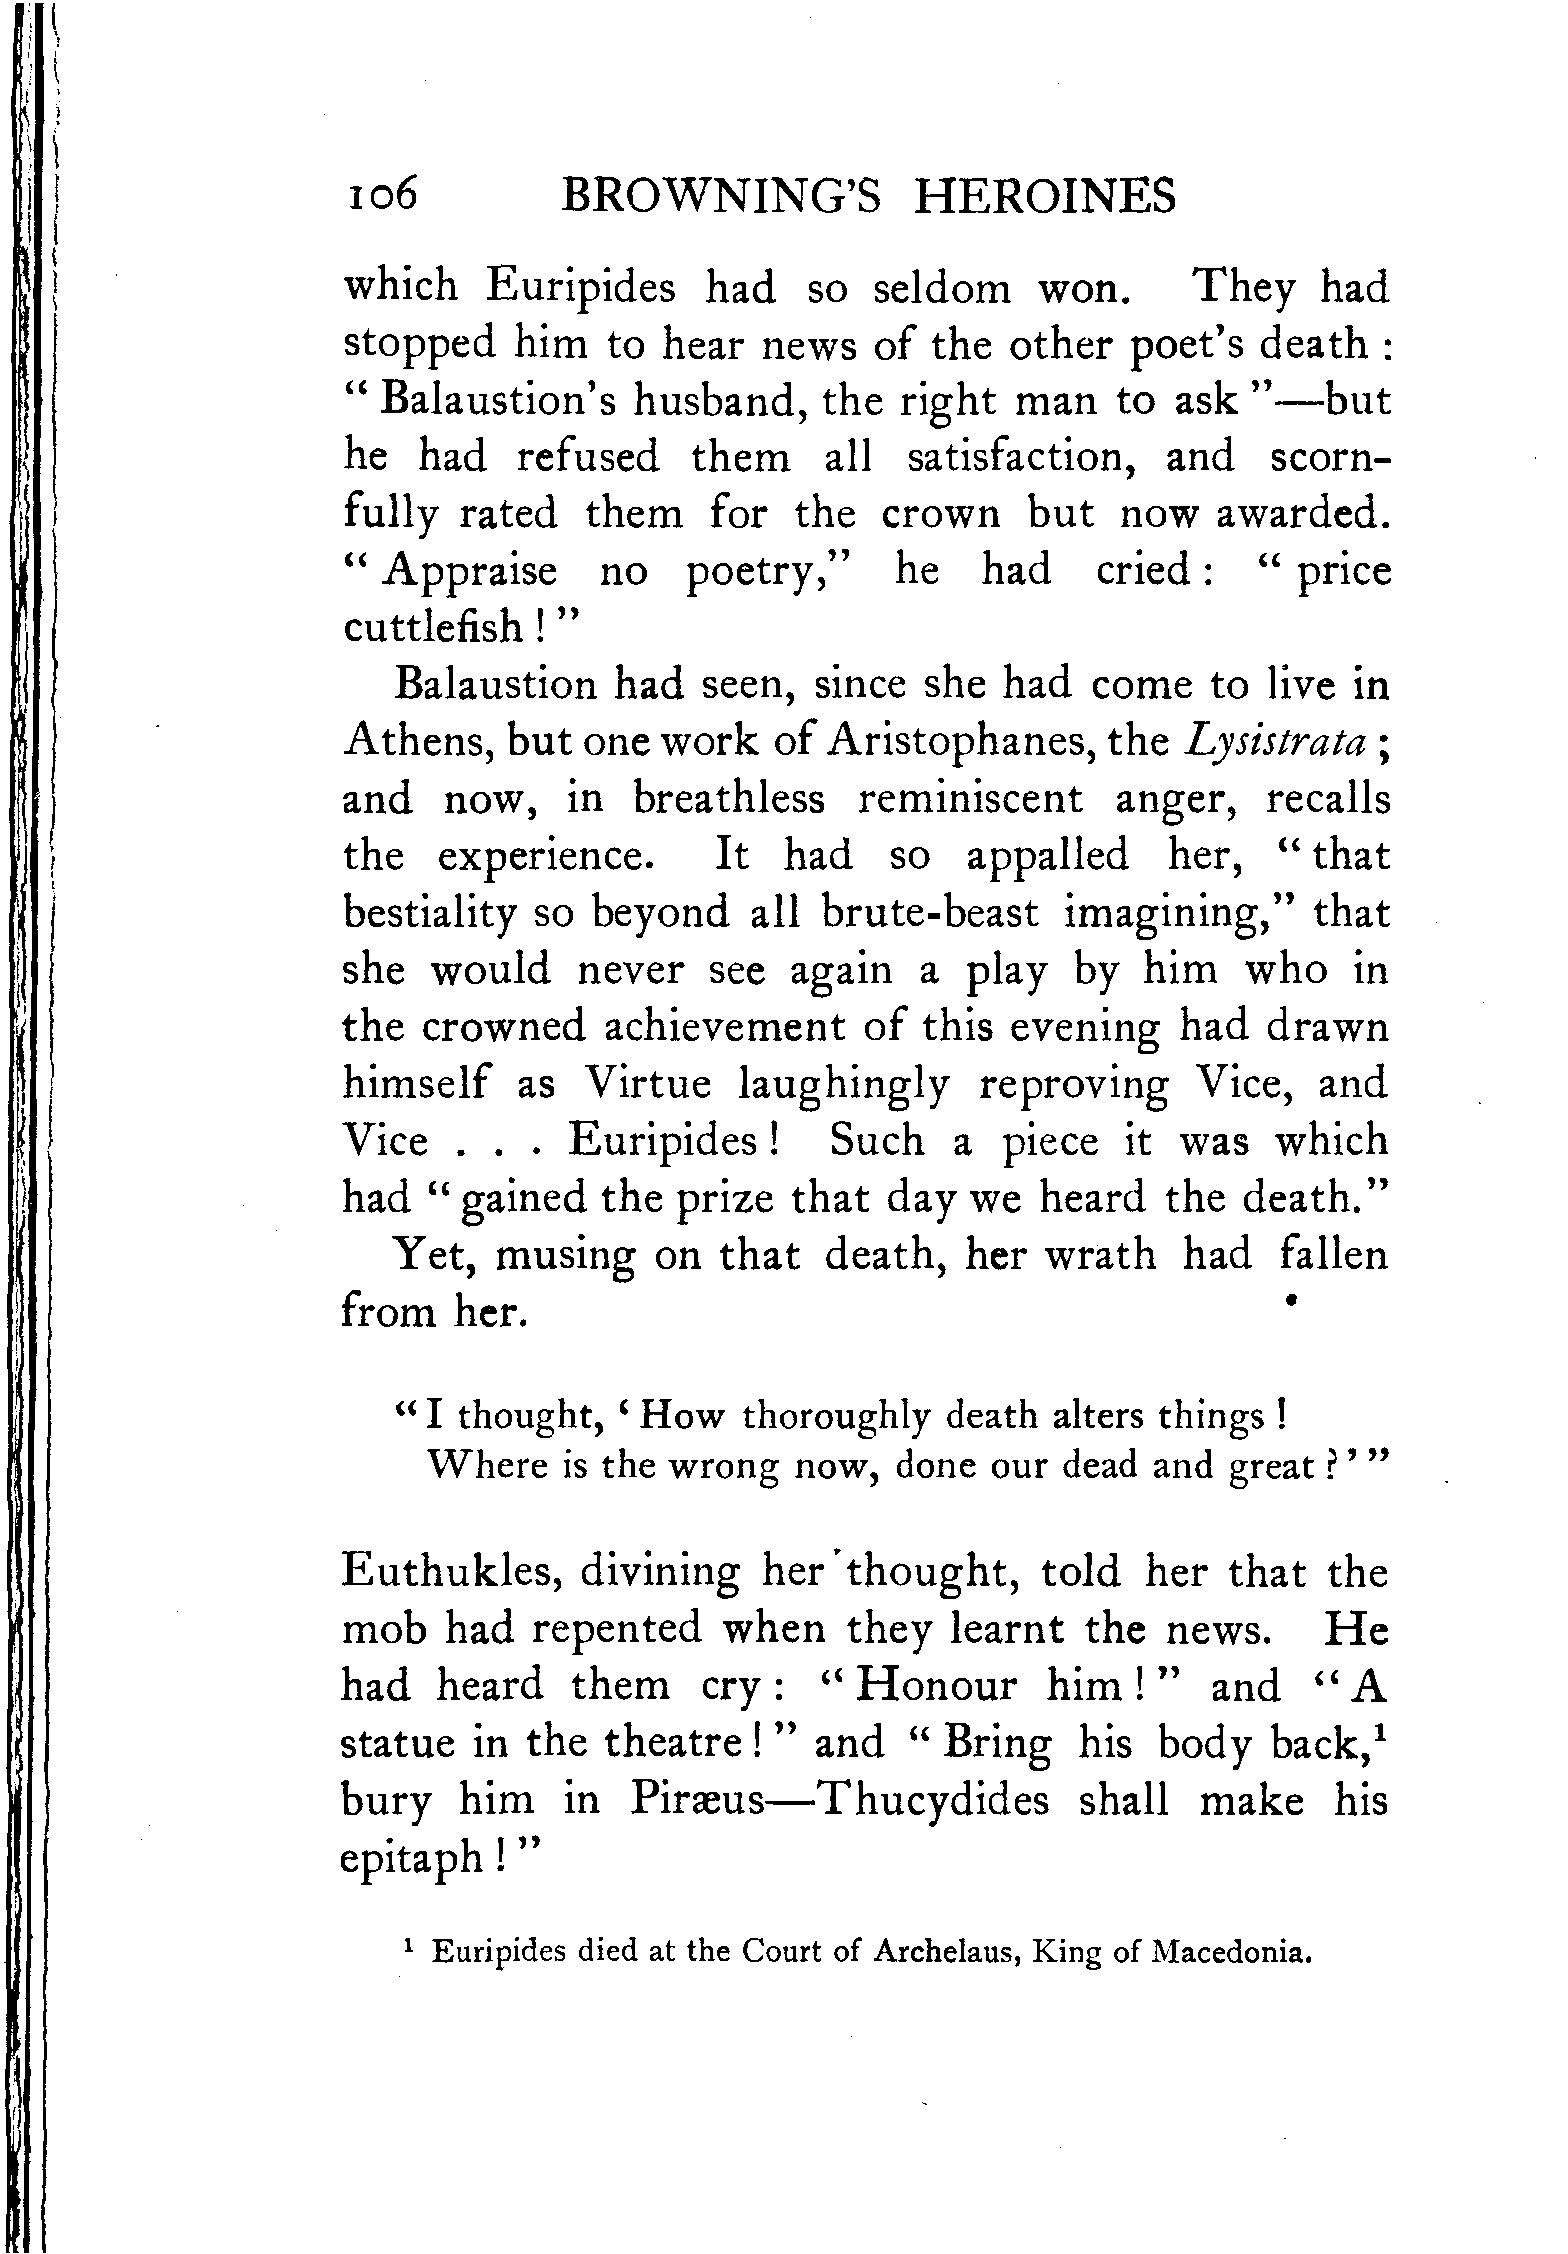 106 BROWNING'S HEROINES
which Euripides had so seldom won. They had
stopped him to hear news of the other poet's death :
" Balaustion's husband, the right man to ask "—but
he had refused them all satisfaction, and scorn-
fully rated them for the crown but now awarded.
" Appraise no poetry," he had cried : " price
cuttlefish ! "
Balaustion had seen, since she had come to live in
Athens, but one work of Aristophanes, the Lysistrata ;
and now, in breathless reminiscent anger, recalls
the experience. It had so appalled her, " that
bestiality so beyond all brute-beast imagining," that
she would never see again a play by him who in
the crowned achievement of this evening had drawn
himself as Virtue laughingly reproving Vice, and
Vice . . . Euripides ! Such a piece it was which
had " gained the prize that day we heard the death."
Yet, musing on that death, her wrath had fallen
from her.
" I thought, ' How thoroughly death alters things !
Where is the wrong now, done our dead and great ? ' "
Euthukles, divining her thought, told her that the
mob had repented when they learnt the news. He
had heard them cry : " Honour him ! " and " A
statue in the theatre ! " and " Bring his body back,¹
bury him in Piræus—Thucydides shall make his
epitaph ! "
¹ Euripides died at the Court of Archelaus, King of Macedonia.